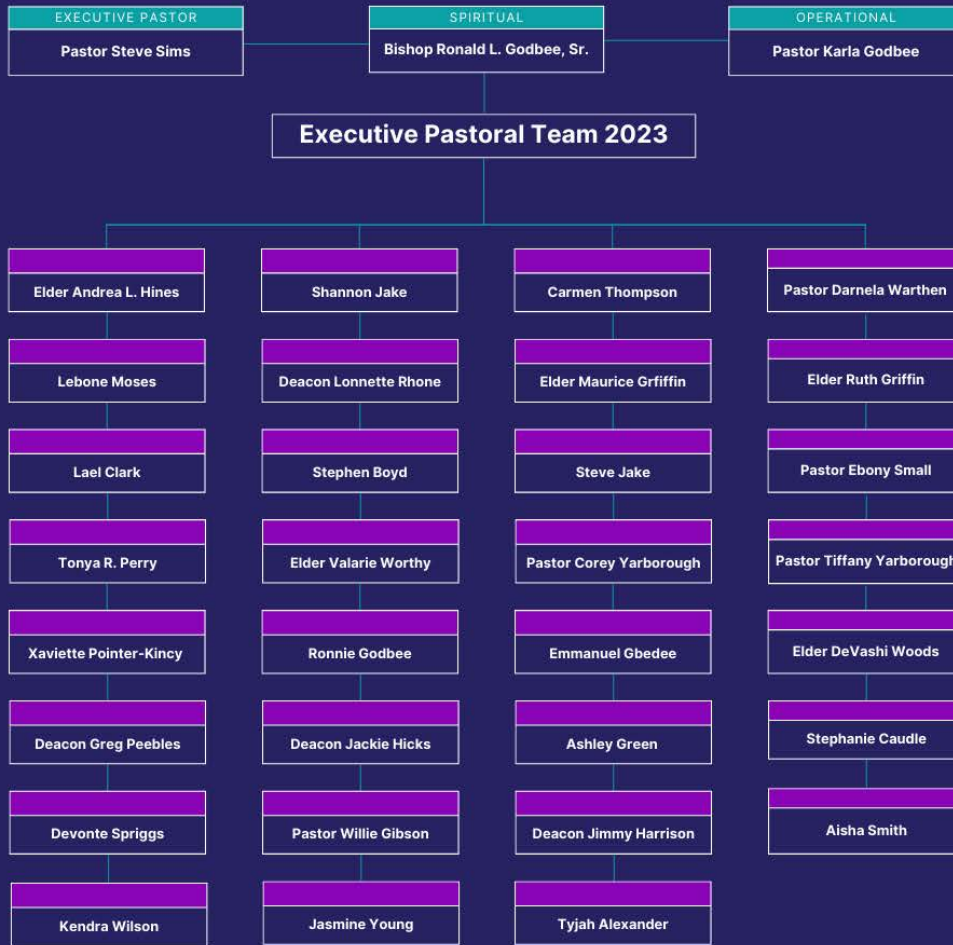 EXECUTIVE PASTOR
Pastor Steve Sims
SPIRITUAL
Bishop Ronald L. Godbee, Sr.
OPERATIONAL
Pastor Karla Godbee
Executive Pastoral Team 2023
Elder Andrea L. Hines
Lebone Moses
Lael Clark
Tonya R. Perry
Xaviette Pointer-Kincy
Deacon Greg Peebles
Devonte Spriggs
Kendra Wilson
Shannon Jake
Deacon Lonnette Rhone
Stephen Boyd
Elder Valarie Worthy
Ronnie Godbee
Deacon Jackie Hicks
Pastor Willie Gibson
Jasmine Young
Carmen Thompson
Elder Maurice Grfiffin
Steve Jake
Pastor Corey Yarborough
Emmanuel Gbedee
Ashley Green
Deacon Jimmy Harrison
Tyjah Alexander
Pastor Darnela Warthen
Elder Ruth Griffin
Pastor Ebony Small
Pastor Tiffany Yarborough
Elder DeVashi Woods
Stephanie Caudle
Aisha Smith